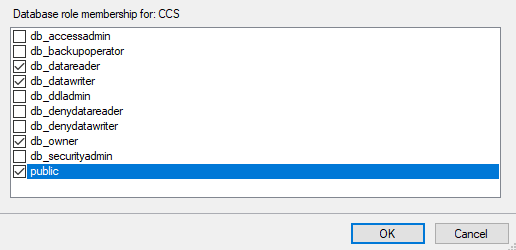 Database role membership for: CCS
db_accessadmin
db_backupoperator
db_datareader
db_datawriter
db_ddladmin
db_denydatareader
db_denydatawriter
db_owner
db_securityadmin
public
OK
Cancel